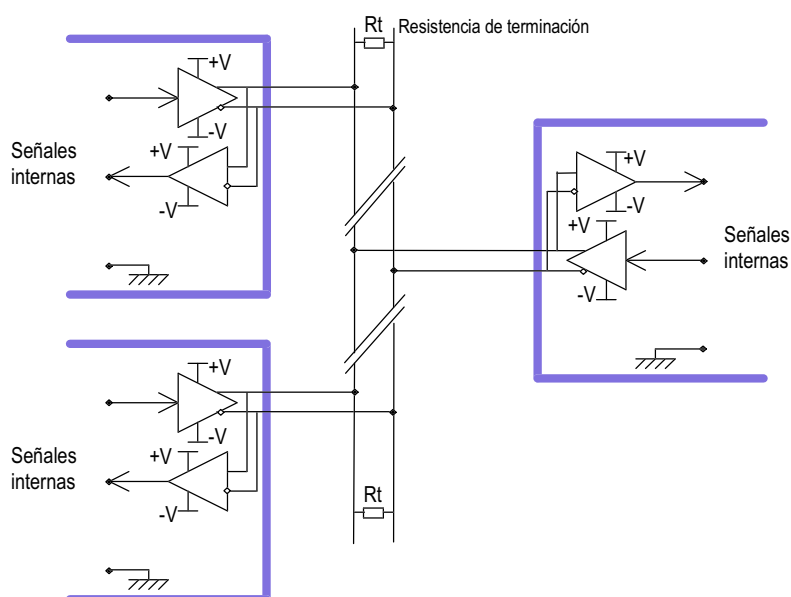 Rt
Resistencia de terminación
+V
-V
+V
-V
Señales
internas
+V
-V
+V
-V
Señales
internas
+V
-V
+V
-V
Señales
internas
Rt